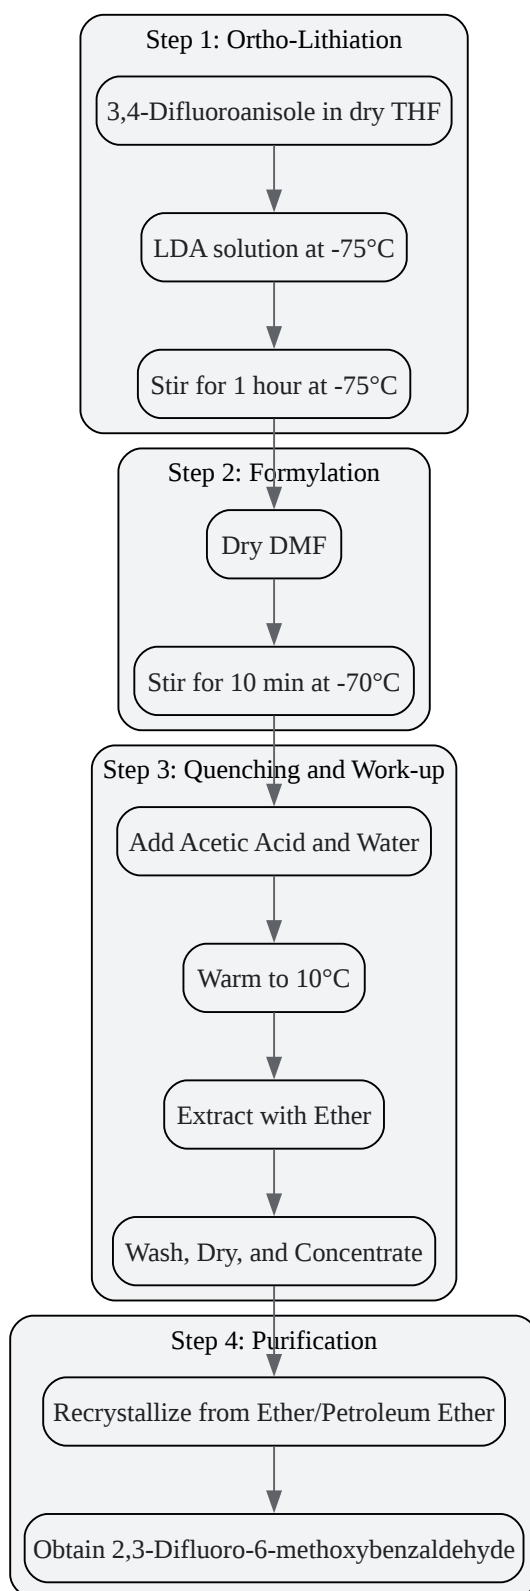 Step 1: Ortho-Lithiation
3,4-Difluoroanisole in dry THF
LDA solution at -75°C
Stir for 1 hour at -75°C
Step 2: Formylation
Dry DMF
Stir for 10 min at -70°C
Step 3: Quenching and Work-up
Add Acetic Acid and Water
Warm to 10°C
Extract with Ether
Wash, Dry, and Concentrate
Step 4: Purification
Recrystallize from Ether/Petroleum Ether
Obtain 2,3-Difluoro-6-methoxybenzaldehyde